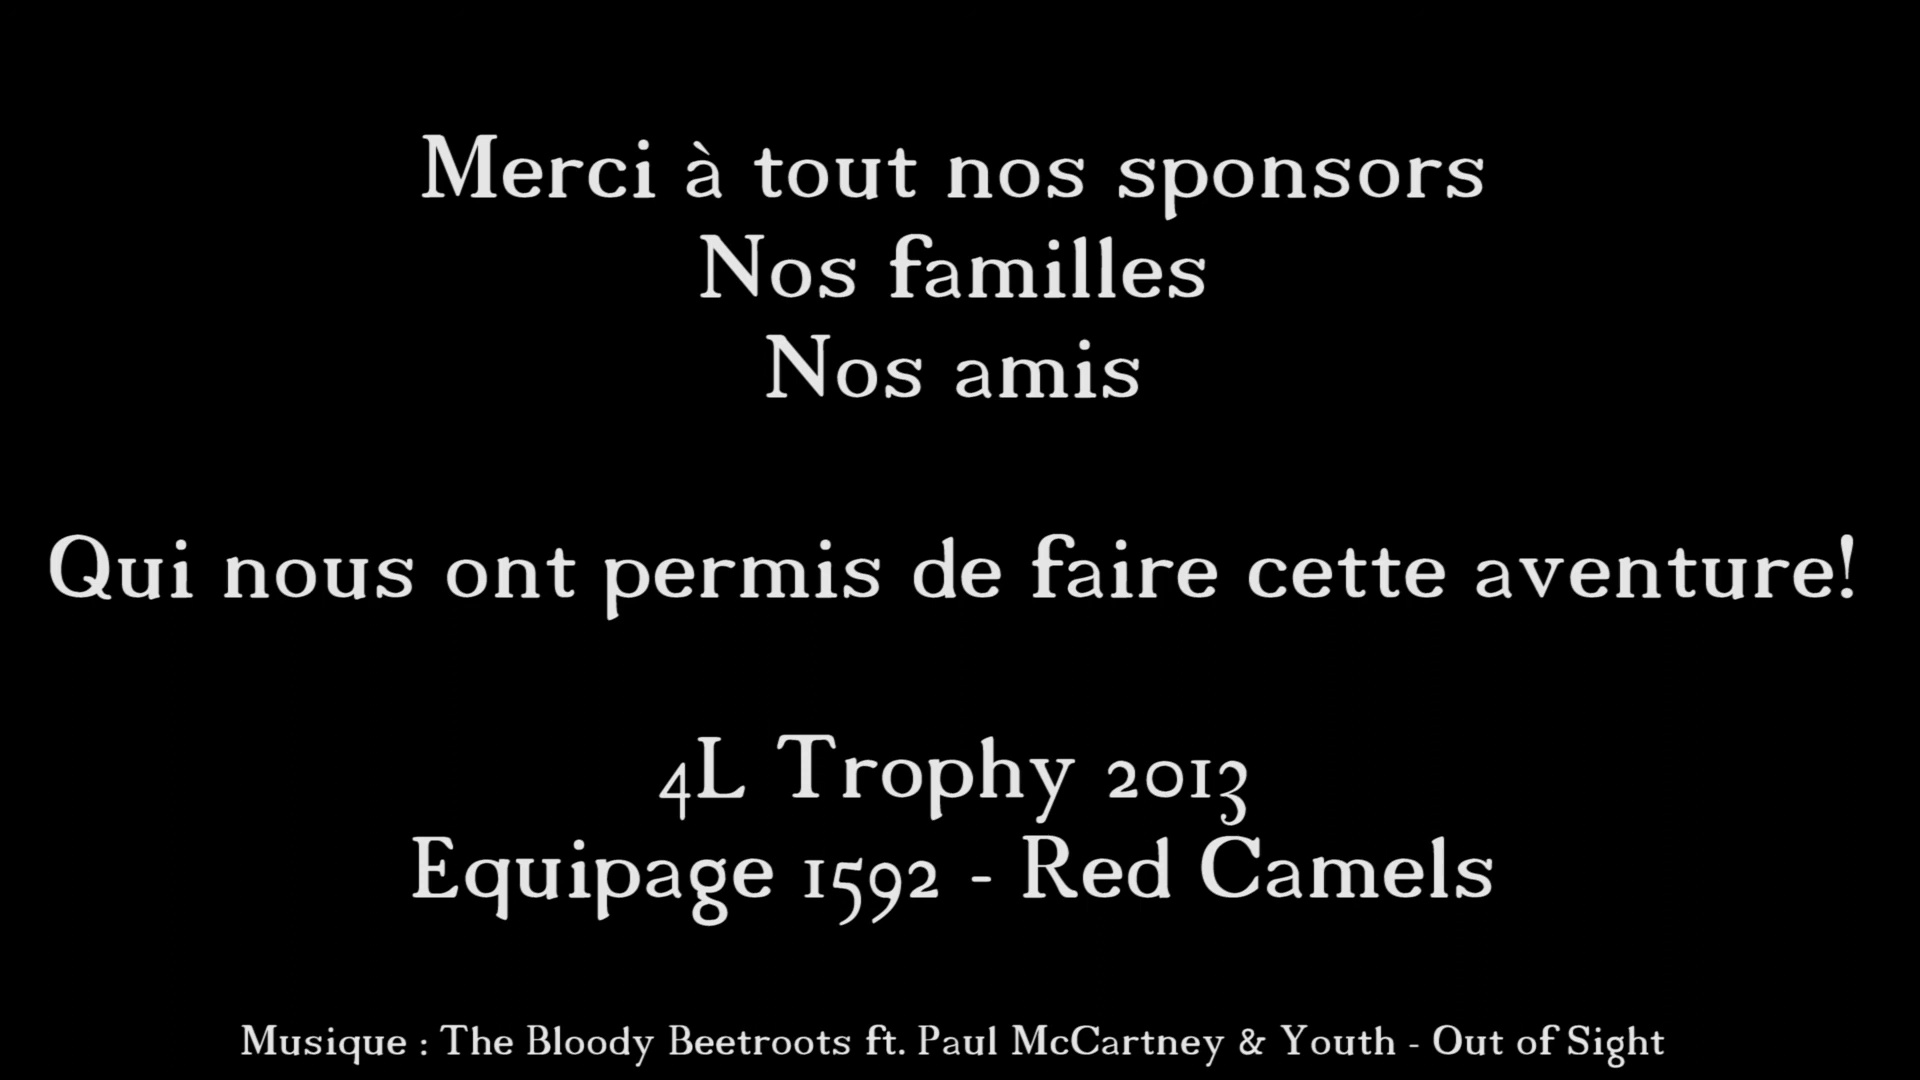 Merci à tout nos sponsors
Nos familles
Nos amis
Qui nous ont permis de faire cette aventure!
4L Trophy 2013
Equipage 1592 - Red Camels
Musique : The Bloody Beetroots ft. Paul McCartney & Youth - Out of Sight